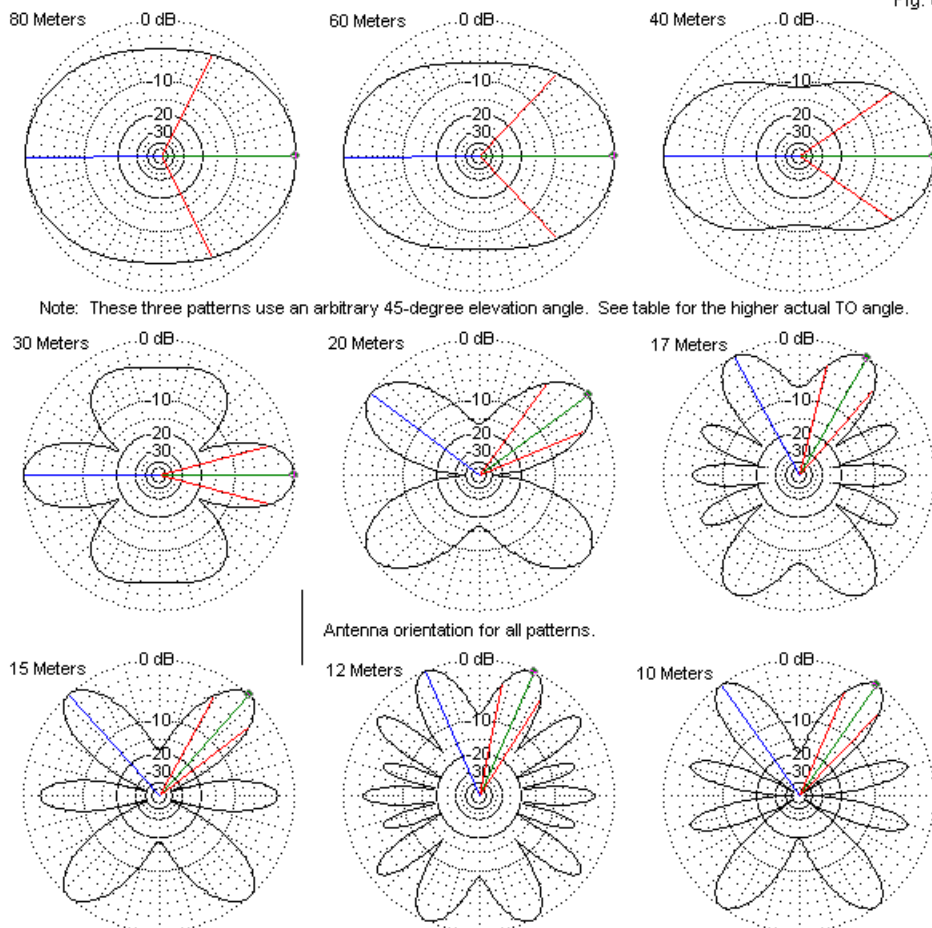 Fig.
80 Meters 0 dB -10 20 30
60 Meters 0 dB -10 20 30
40 Meters 0 dB -10 20 30
Note: These three patterns use an arbitrary 45-degree elevation angle. See table for the higher actual TO angle.
30 Meters 0 dB -10 20 30
20 Meters 0 dB -10 20 30
17 Meters 0 dB -10 20 30
Antenna orientation for all patterns.
15 Meters 0 dB -10 20 30
12 Meters 0 dB -10 20 30
10 Meters 0 dB -10 20 30